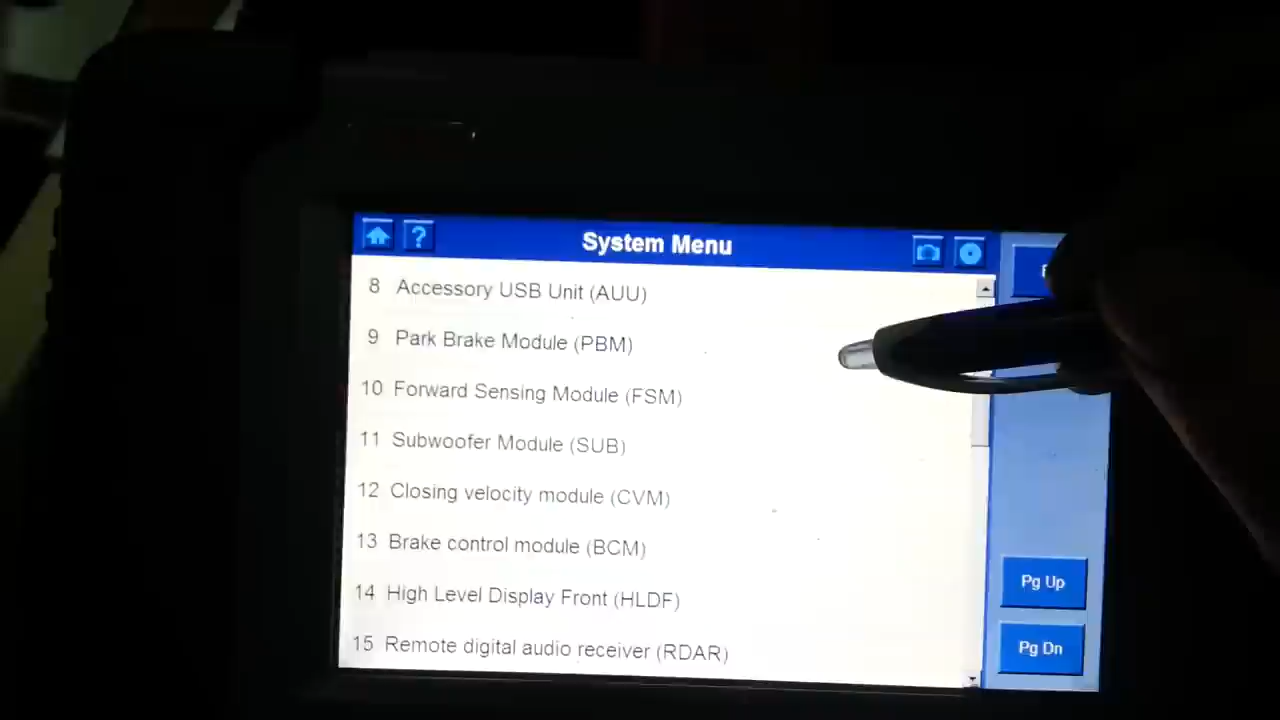 System Menu
8 Accessory USB Unit (AUU)
9 Park Brake Module (PBM)
10 Forward Sensing Module (FSM)
11 Subwoofer Module (SUB)
12 Closing velocity module (CVM)
13 Brake control module (BCM)
14 High Level Display Front (HLDF)
15 Remote digital audio receiver (RDAR)
Pg Up
Pg Dn